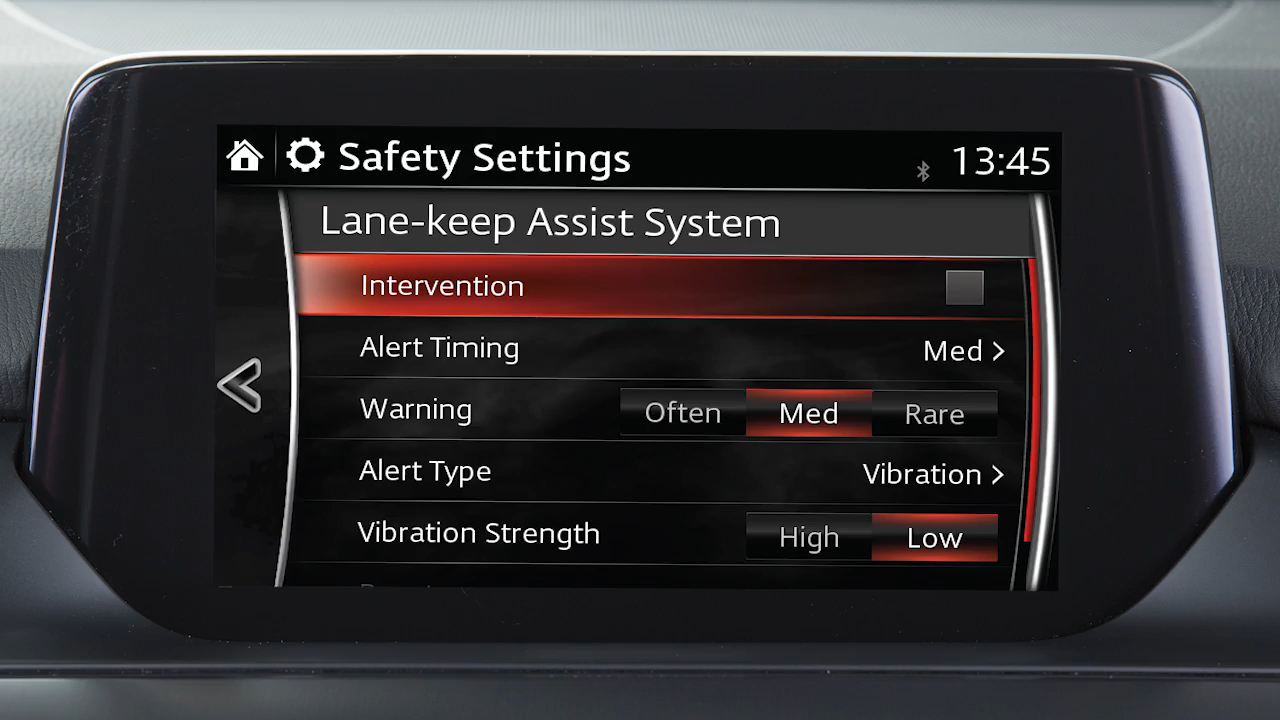 Safety Settings 13:45
Lane-keep Assist System
Intervention
Alert Timing Med >
Warning Often Med Rare
Alert Type Vibration >
Vibration Strength High Low